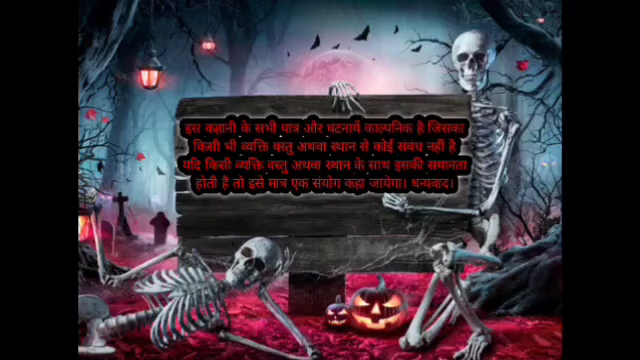 इस कहानी के सभी पात्र और घटनायें काल्पनिक है जिसका
किसी भी व्यक्ति वस्तु अथवा स्थान से कोई संबंध नहीं है
यदि किसी व्यक्ति वस्तु अथवा स्थान के साथ इसकी समानता
होती है तो इसे मात्र एक संयोग कहा जायेगा। धन्यवाद।